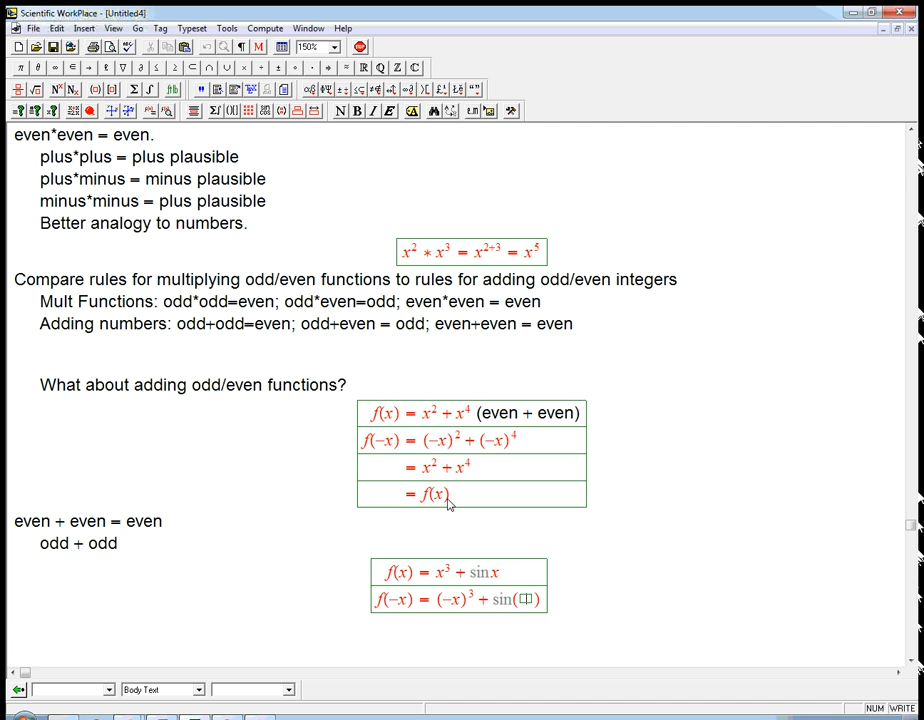 Scientific WorkPlace - [Untitled4]
File Edit Insert View Go Tag Typeset Tools Compute Window Help
150%
even*even = even.
plus*plus = plus plausible
plus*minus = minus plausible
minus*minus = plus plausible
Better analogy to numbers.
x² * x³ = x²⁺³ = x⁵
Compare rules for multiplying odd/even functions to rules for adding odd/even integers
Mult Functions: odd*odd=even; odd*even=odd; even*even = even
Adding numbers: odd+odd=even; odd+even = odd; even+even = even
What about adding odd/even functions?
f(x) = x² + x⁴ (even + even)
f(−x) = (−x)² + (−x)⁴
= x² + x⁴
= f(x)
even + even = even
odd + odd
f(x) = x³ + sin x
f(−x) = (−x)³ + sin( )
Body Text
NUM WRITE